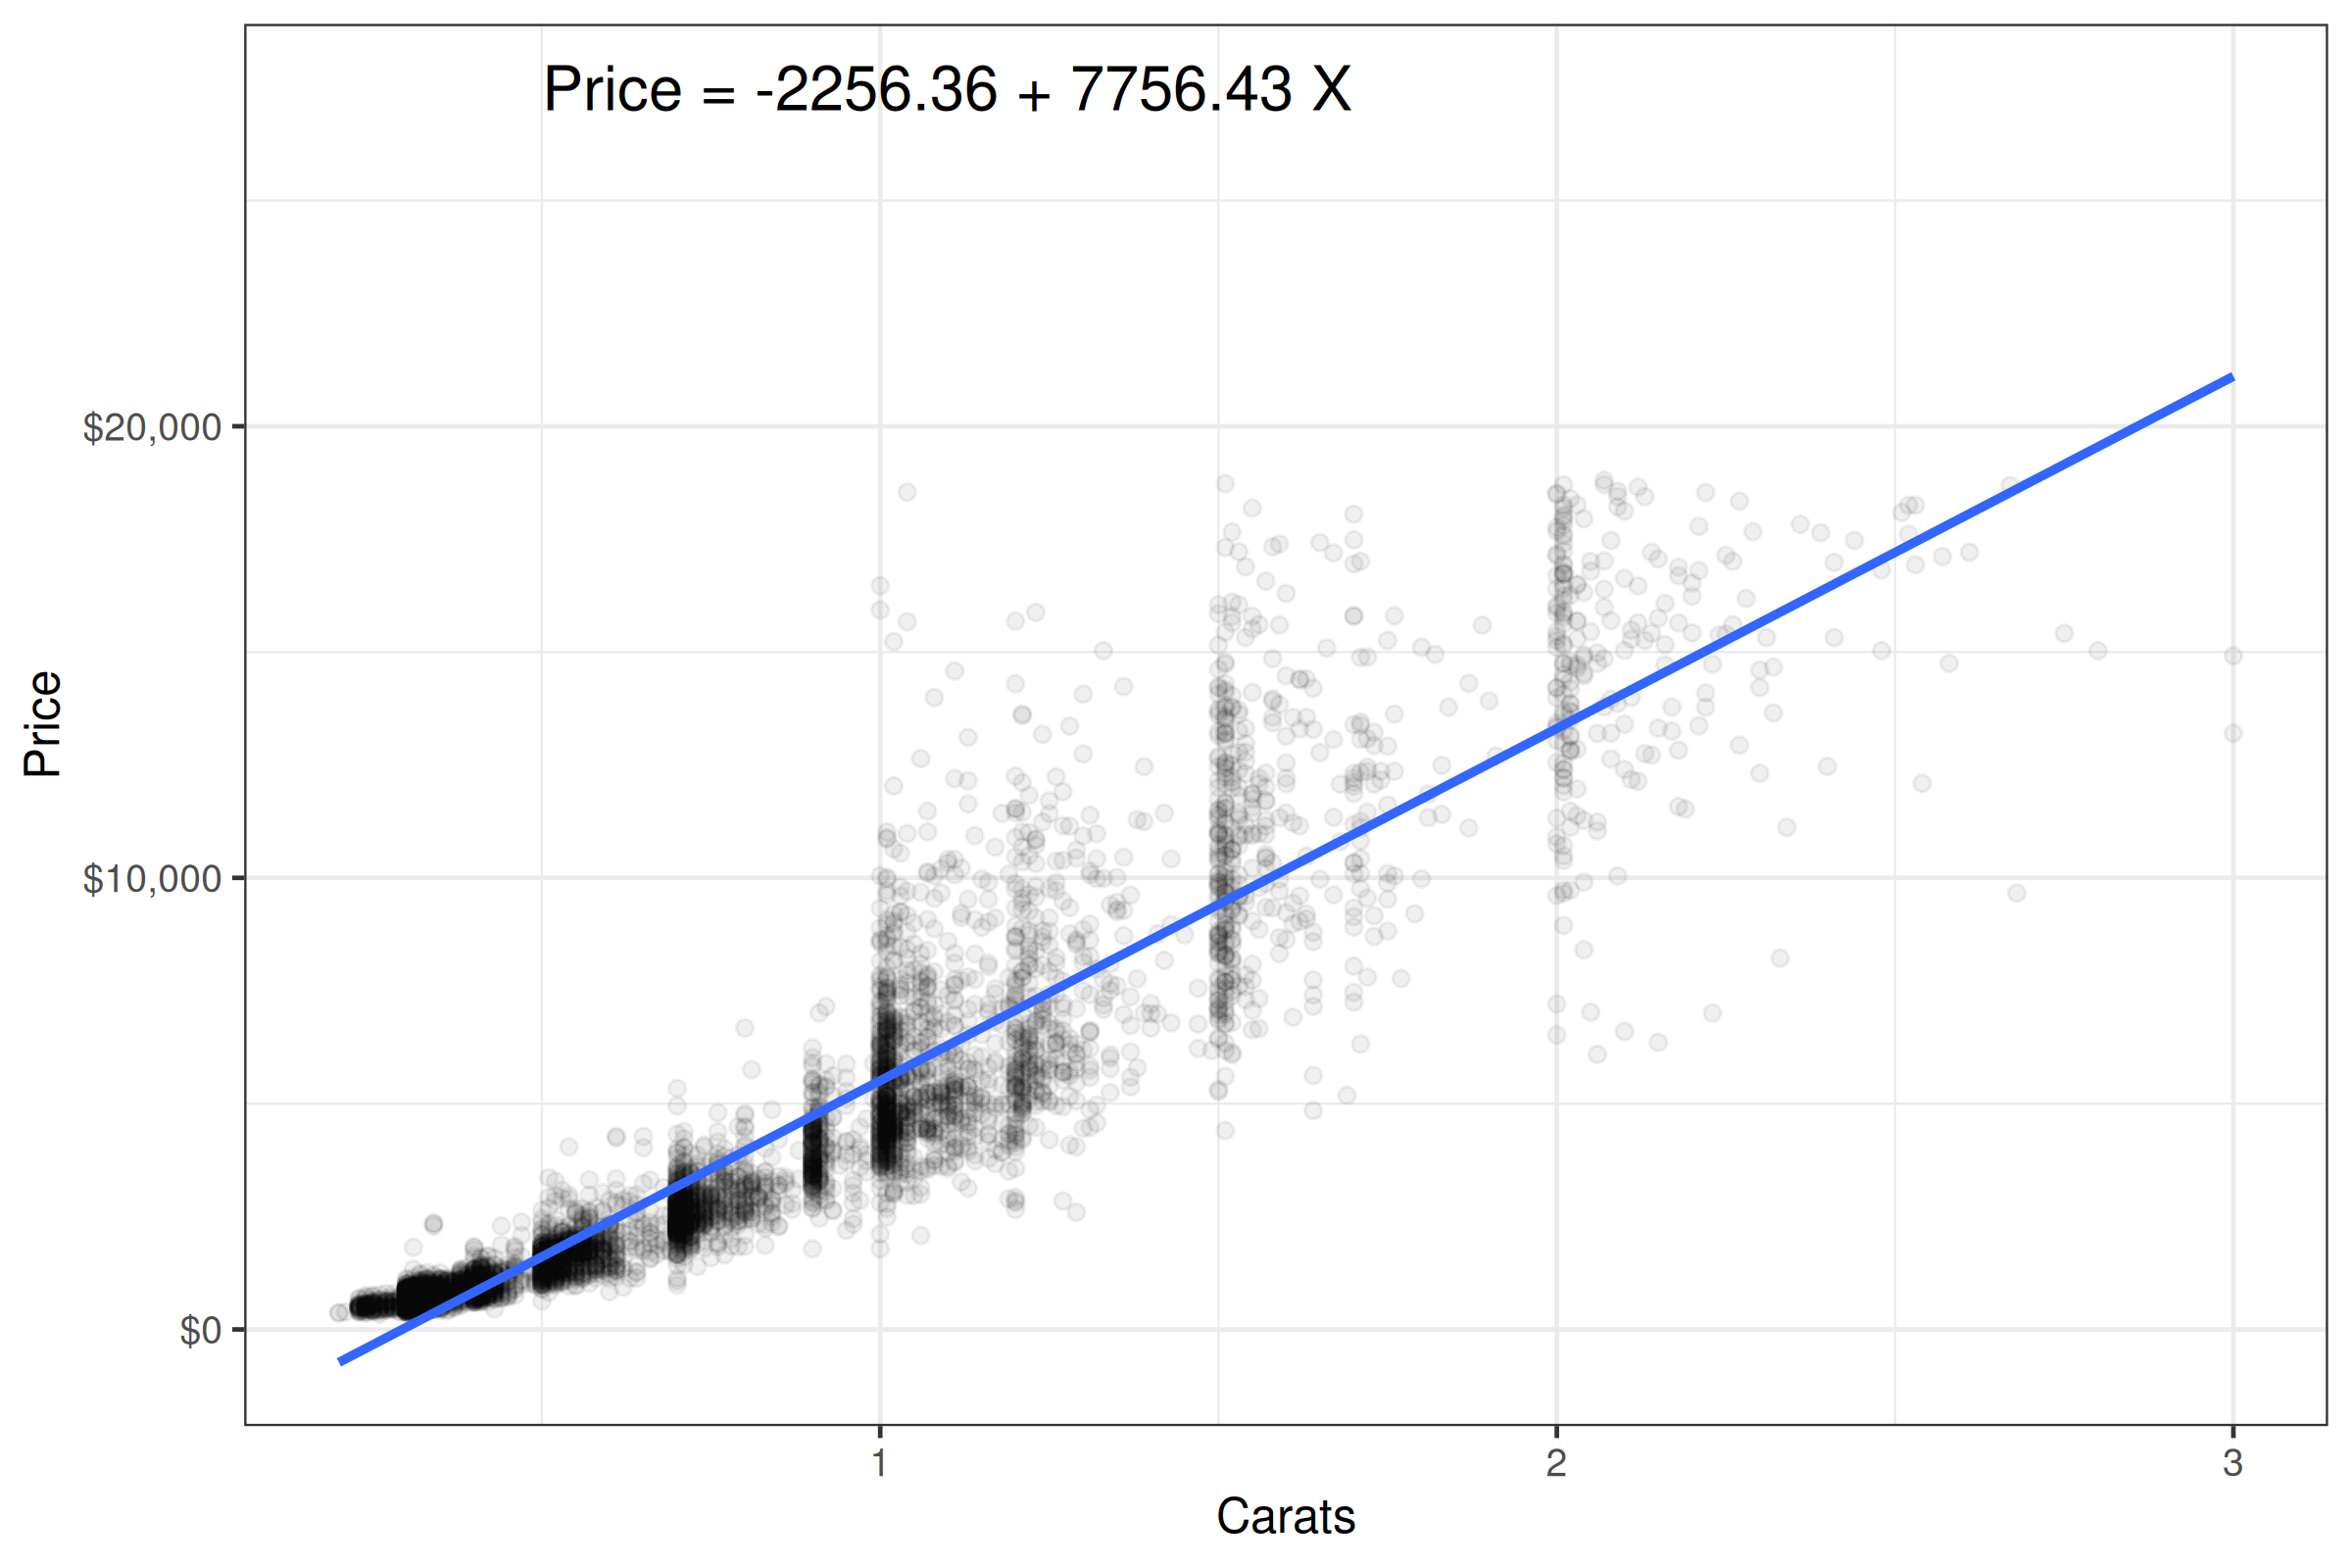 Price = -2256.36 + 7756.43 X
$20,000
$10,000
$0
Price
1
2
3
Carats